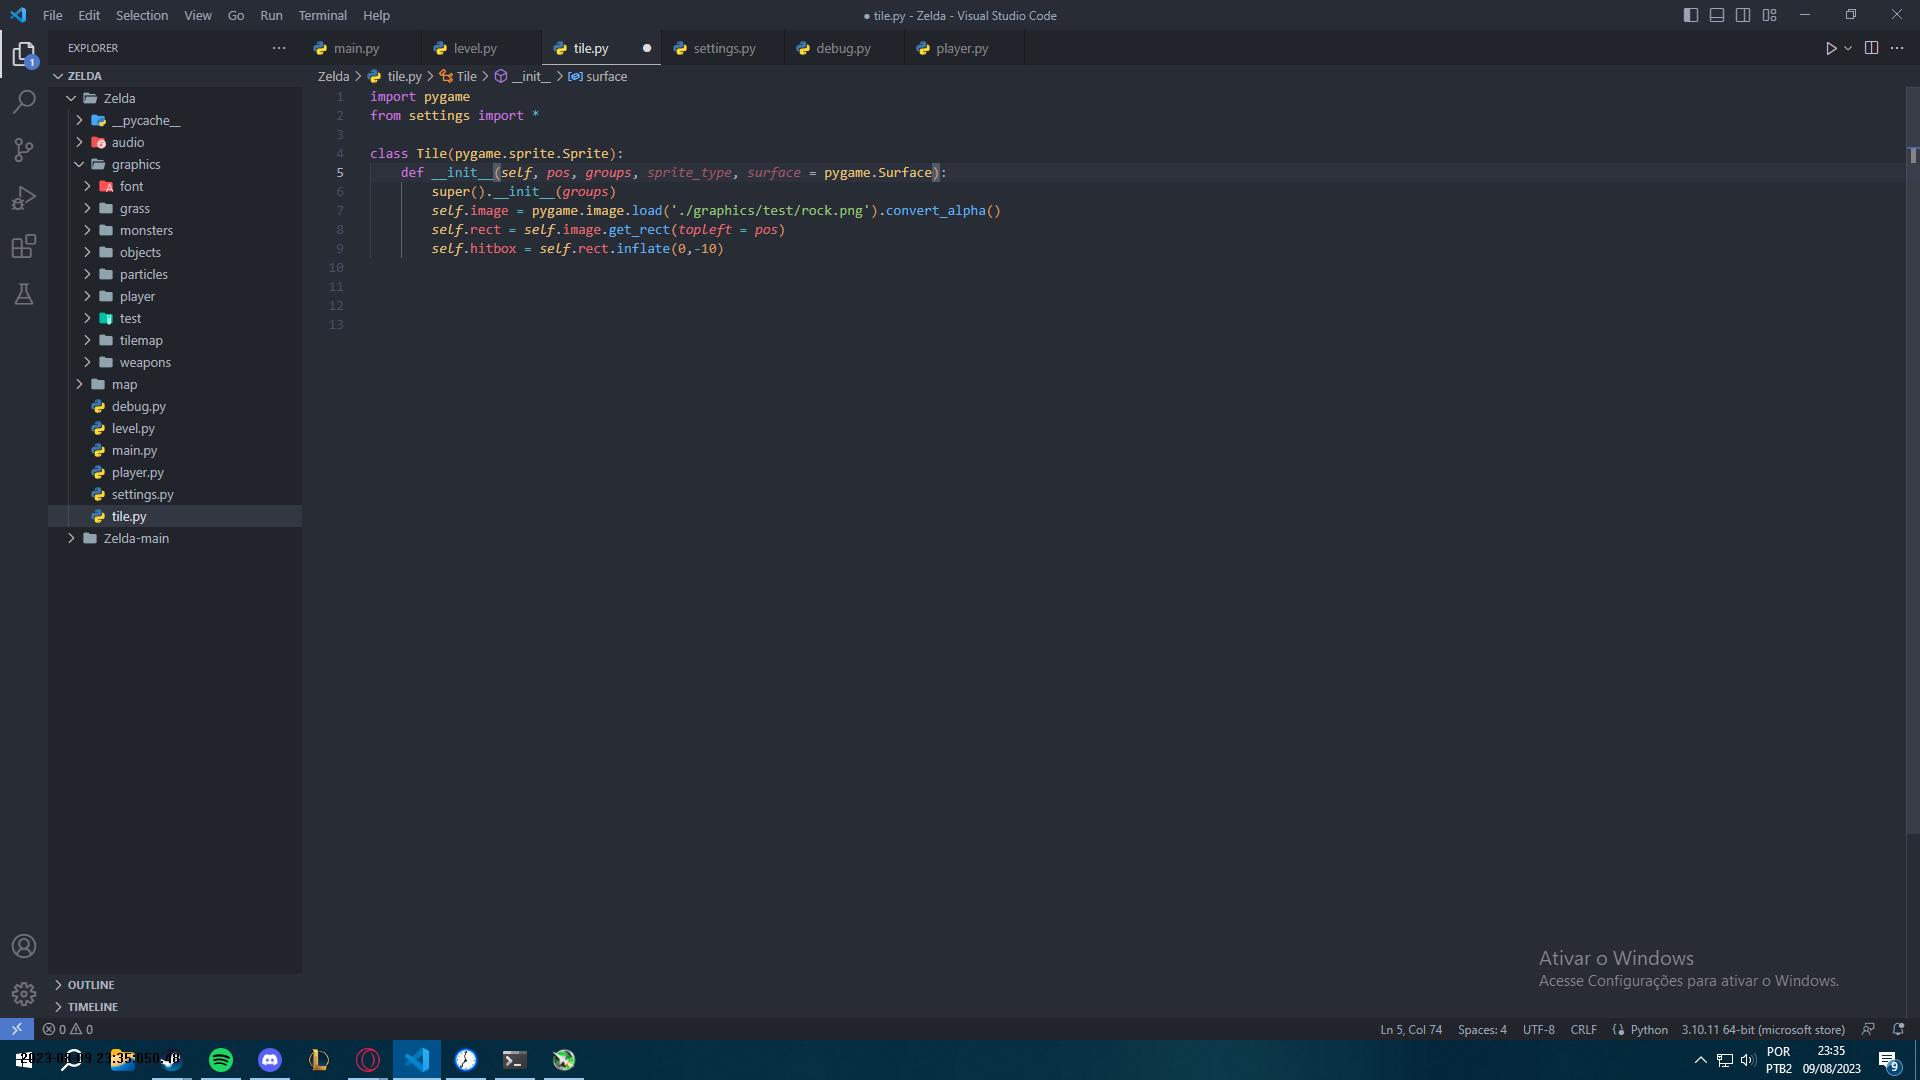 File Edit Selection View Go Run Terminal Help
● tile.py - Zelda - Visual Studio Code
EXPLORER
main.py
level.py
tile.py
settings.py
debug.py
player.py
Zelda > tile.py > Tile > __init__ > surface
ZELDA
Zelda
__pycache__
audio
graphics
font
grass
monsters
objects
particles
player
test
tilemap
weapons
map
debug.py
level.py
main.py
player.py
settings.py
tile.py
Zelda-main
OUTLINE
TIMELINE
1 import pygame
2 from settings import *
3
4 class Tile(pygame.sprite.Sprite):
5     def __init__(self, pos, groups, sprite_type, surface = pygame.Surface):
6         super().__init__(groups)
7         self.image = pygame.image.load('./graphics/test/rock.png').convert_alpha()
8         self.rect = self.image.get_rect(topleft = pos)
9         self.hitbox = self.rect.inflate(0,-10)
10
11
12
13
Ativar o Windows
Acesse Configurações para ativar o Windows.
1
0 0
Ln 5, Col 74 Spaces: 4 UTF-8 CRLF Python 3.10.11 64-bit (microsoft store)
POR
PTB2
23:35
09/08/2023
9